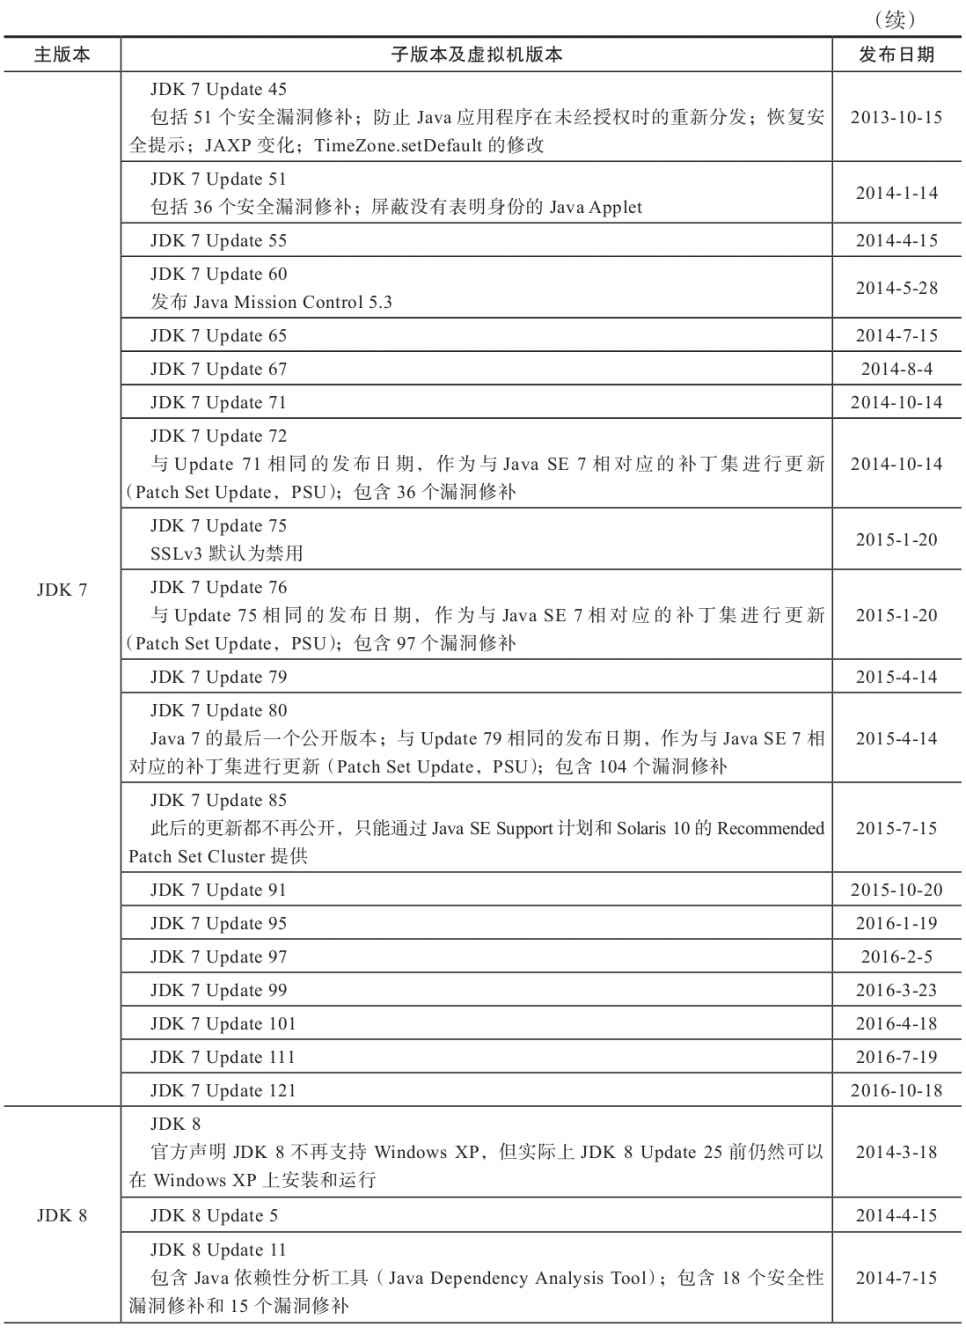 （续）
主版本 子版本及虚拟机版本 发布日期
JDK 7 Update 45
包括 51 个安全漏洞修补；防止 Java 应用程序在未经授权时的重新分发；恢复安
全提示；JAXP 变化；TimeZone.setDefault 的修改
2013-10-15
JDK 7 Update 51
包括 36 个安全漏洞修补；屏蔽没有表明身份的 Java Applet
2014-1-14
JDK 7 Update 55 2014-4-15
JDK 7 Update 60
发布 Java Mission Control 5.3
2014-5-28
JDK 7 Update 65 2014-7-15
JDK 7 Update 67 2014-8-4
JDK 7 Update 71 2014-10-14
JDK 7 Update 72
与 Update 71 相同的发布日期，作为与 Java SE 7 相对应的补丁集进行更新
（Patch Set Update，PSU）；包含 36 个漏洞修补
2014-10-14
JDK 7 Update 75
SSLv3 默认为禁用
2015-1-20
JDK 7
JDK 7 Update 76
与 Update 75 相同的发布日期，作为与 Java SE 7 相对应的补丁集进行更新
（Patch Set Update，PSU）；包含 97 个漏洞修补
2015-1-20
JDK 7 Update 79 2015-4-14
JDK 7 Update 80
Java 7 的最后一个公开版本；与 Update 79 相同的发布日期，作为与 Java SE 7 相
对应的补丁集进行更新（Patch Set Update，PSU）；包含 104 个漏洞修补
2015-4-14
JDK 7 Update 85
此后的更新都不再公开，只能通过 Java SE Support 计划和 Solaris 10 的 Recommended
Patch Set Cluster 提供
2015-7-15
JDK 7 Update 91 2015-10-20
JDK 7 Update 95 2016-1-19
JDK 7 Update 97 2016-2-5
JDK 7 Update 99 2016-3-23
JDK 7 Update 101 2016-4-18
JDK 7 Update 111 2016-7-19
JDK 7 Update 121 2016-10-18
JDK 8
官方声明 JDK 8 不再支持 Windows XP，但实际上 JDK 8 Update 25 前仍然可以
在 Windows XP 上安装和运行
2014-3-18
JDK 8 JDK 8 Update 5 2014-4-15
JDK 8 Update 11
包含 Java 依赖性分析工具（Java Dependency Analysis Tool）；包含 18 个安全性
漏洞修补和 15 个漏洞修补
2014-7-15